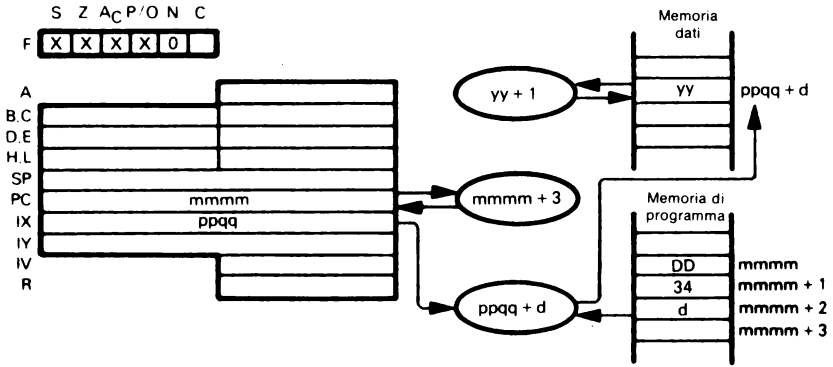 S Z AC P/O N C
F X X X X 0
A
B.C
D.E
H.L
SP
PC mmmm
IX ppqq
IY
IV
R
yy + 1
mmmm + 3
ppqq + d
Memoria
dati
yy ppqq + d
Memoria di
programma
DD mmmm
34 mmmm + 1
d mmmm + 2
mmmm + 3